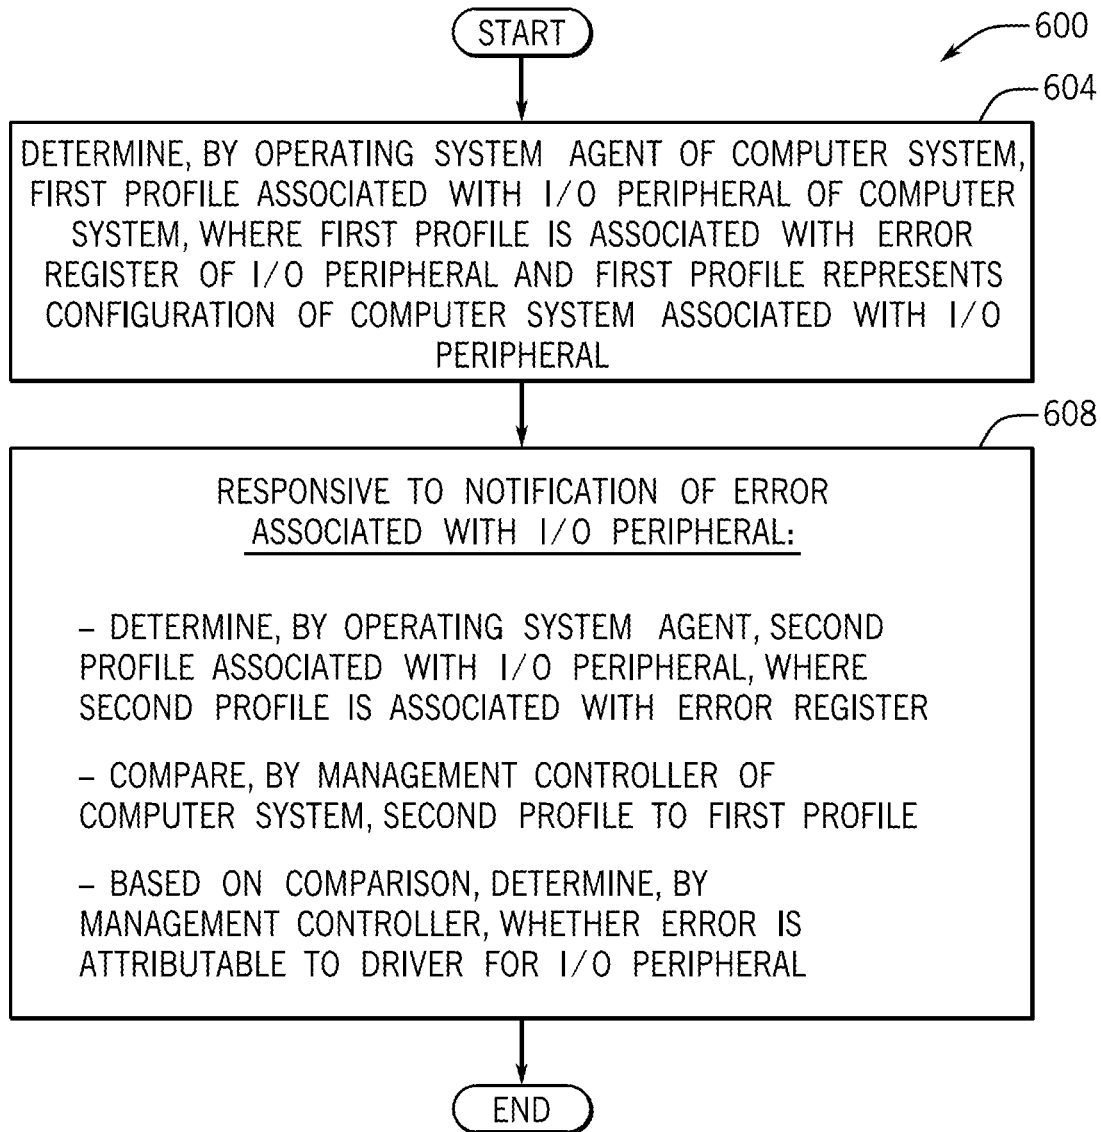 START
600
604
DETERMINE, BY OPERATING SYSTEM AGENT OF COMPUTER SYSTEM,
FIRST PROFILE ASSOCIATED WITH I/O PERIPHERAL OF COMPUTER
SYSTEM, WHERE FIRST PROFILE IS ASSOCIATED WITH ERROR
REGISTER OF I/O PERIPHERAL AND FIRST PROFILE REPRESENTS
CONFIGURATION OF COMPUTER SYSTEM ASSOCIATED WITH I/O
PERIPHERAL
608
RESPONSIVE TO NOTIFICATION OF ERROR
ASSOCIATED WITH I/O PERIPHERAL:
– DETERMINE, BY OPERATING SYSTEM AGENT, SECOND
PROFILE ASSOCIATED WITH I/O PERIPHERAL, WHERE
SECOND PROFILE IS ASSOCIATED WITH ERROR REGISTER
– COMPARE, BY MANAGEMENT CONTROLLER OF
COMPUTER SYSTEM, SECOND PROFILE TO FIRST PROFILE
– BASED ON COMPARISON, DETERMINE, BY
MANAGEMENT CONTROLLER, WHETHER ERROR IS
ATTRIBUTABLE TO DRIVER FOR I/O PERIPHERAL
END